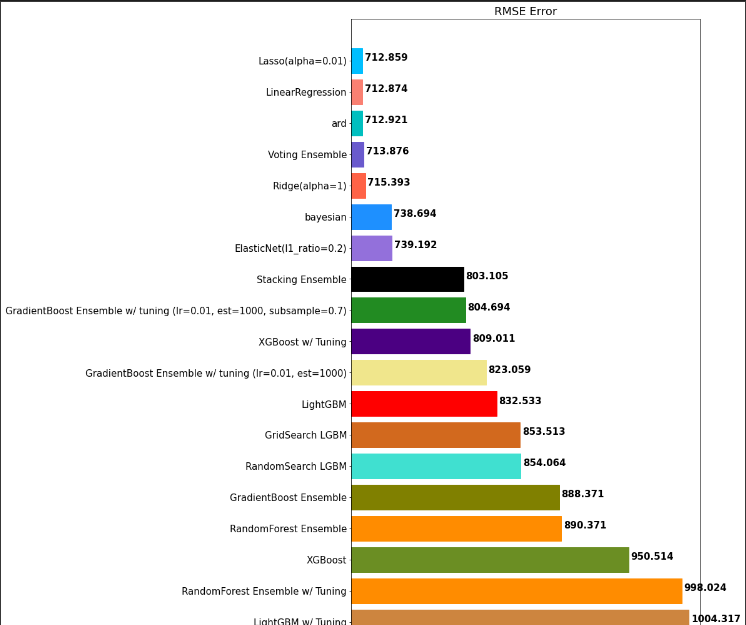 RMSE Error
Lasso(alpha=0.01) 712.859
LinearRegression 712.874
ard 712.921
Voting Ensemble 713.876
Ridge(alpha=1) 715.393
bayesian 738.694
ElasticNet(l1_ratio=0.2) 739.192
Stacking Ensemble 803.105
GradientBoost Ensemble w/ tuning (lr=0.01, est=1000, subsample=0.7) 804.694
XGBoost w/ Tuning 809.011
GradientBoost Ensemble w/ tuning (lr=0.01, est=1000) 823.059
LightGBM 832.533
GridSearch LGBM 853.513
RandomSearch LGBM 854.064
GradientBoost Ensemble 888.371
RandomForest Ensemble 890.371
XGBoost 950.514
RandomForest Ensemble w/ Tuning 998.024
LightGBM w/ Tuning 1004.317